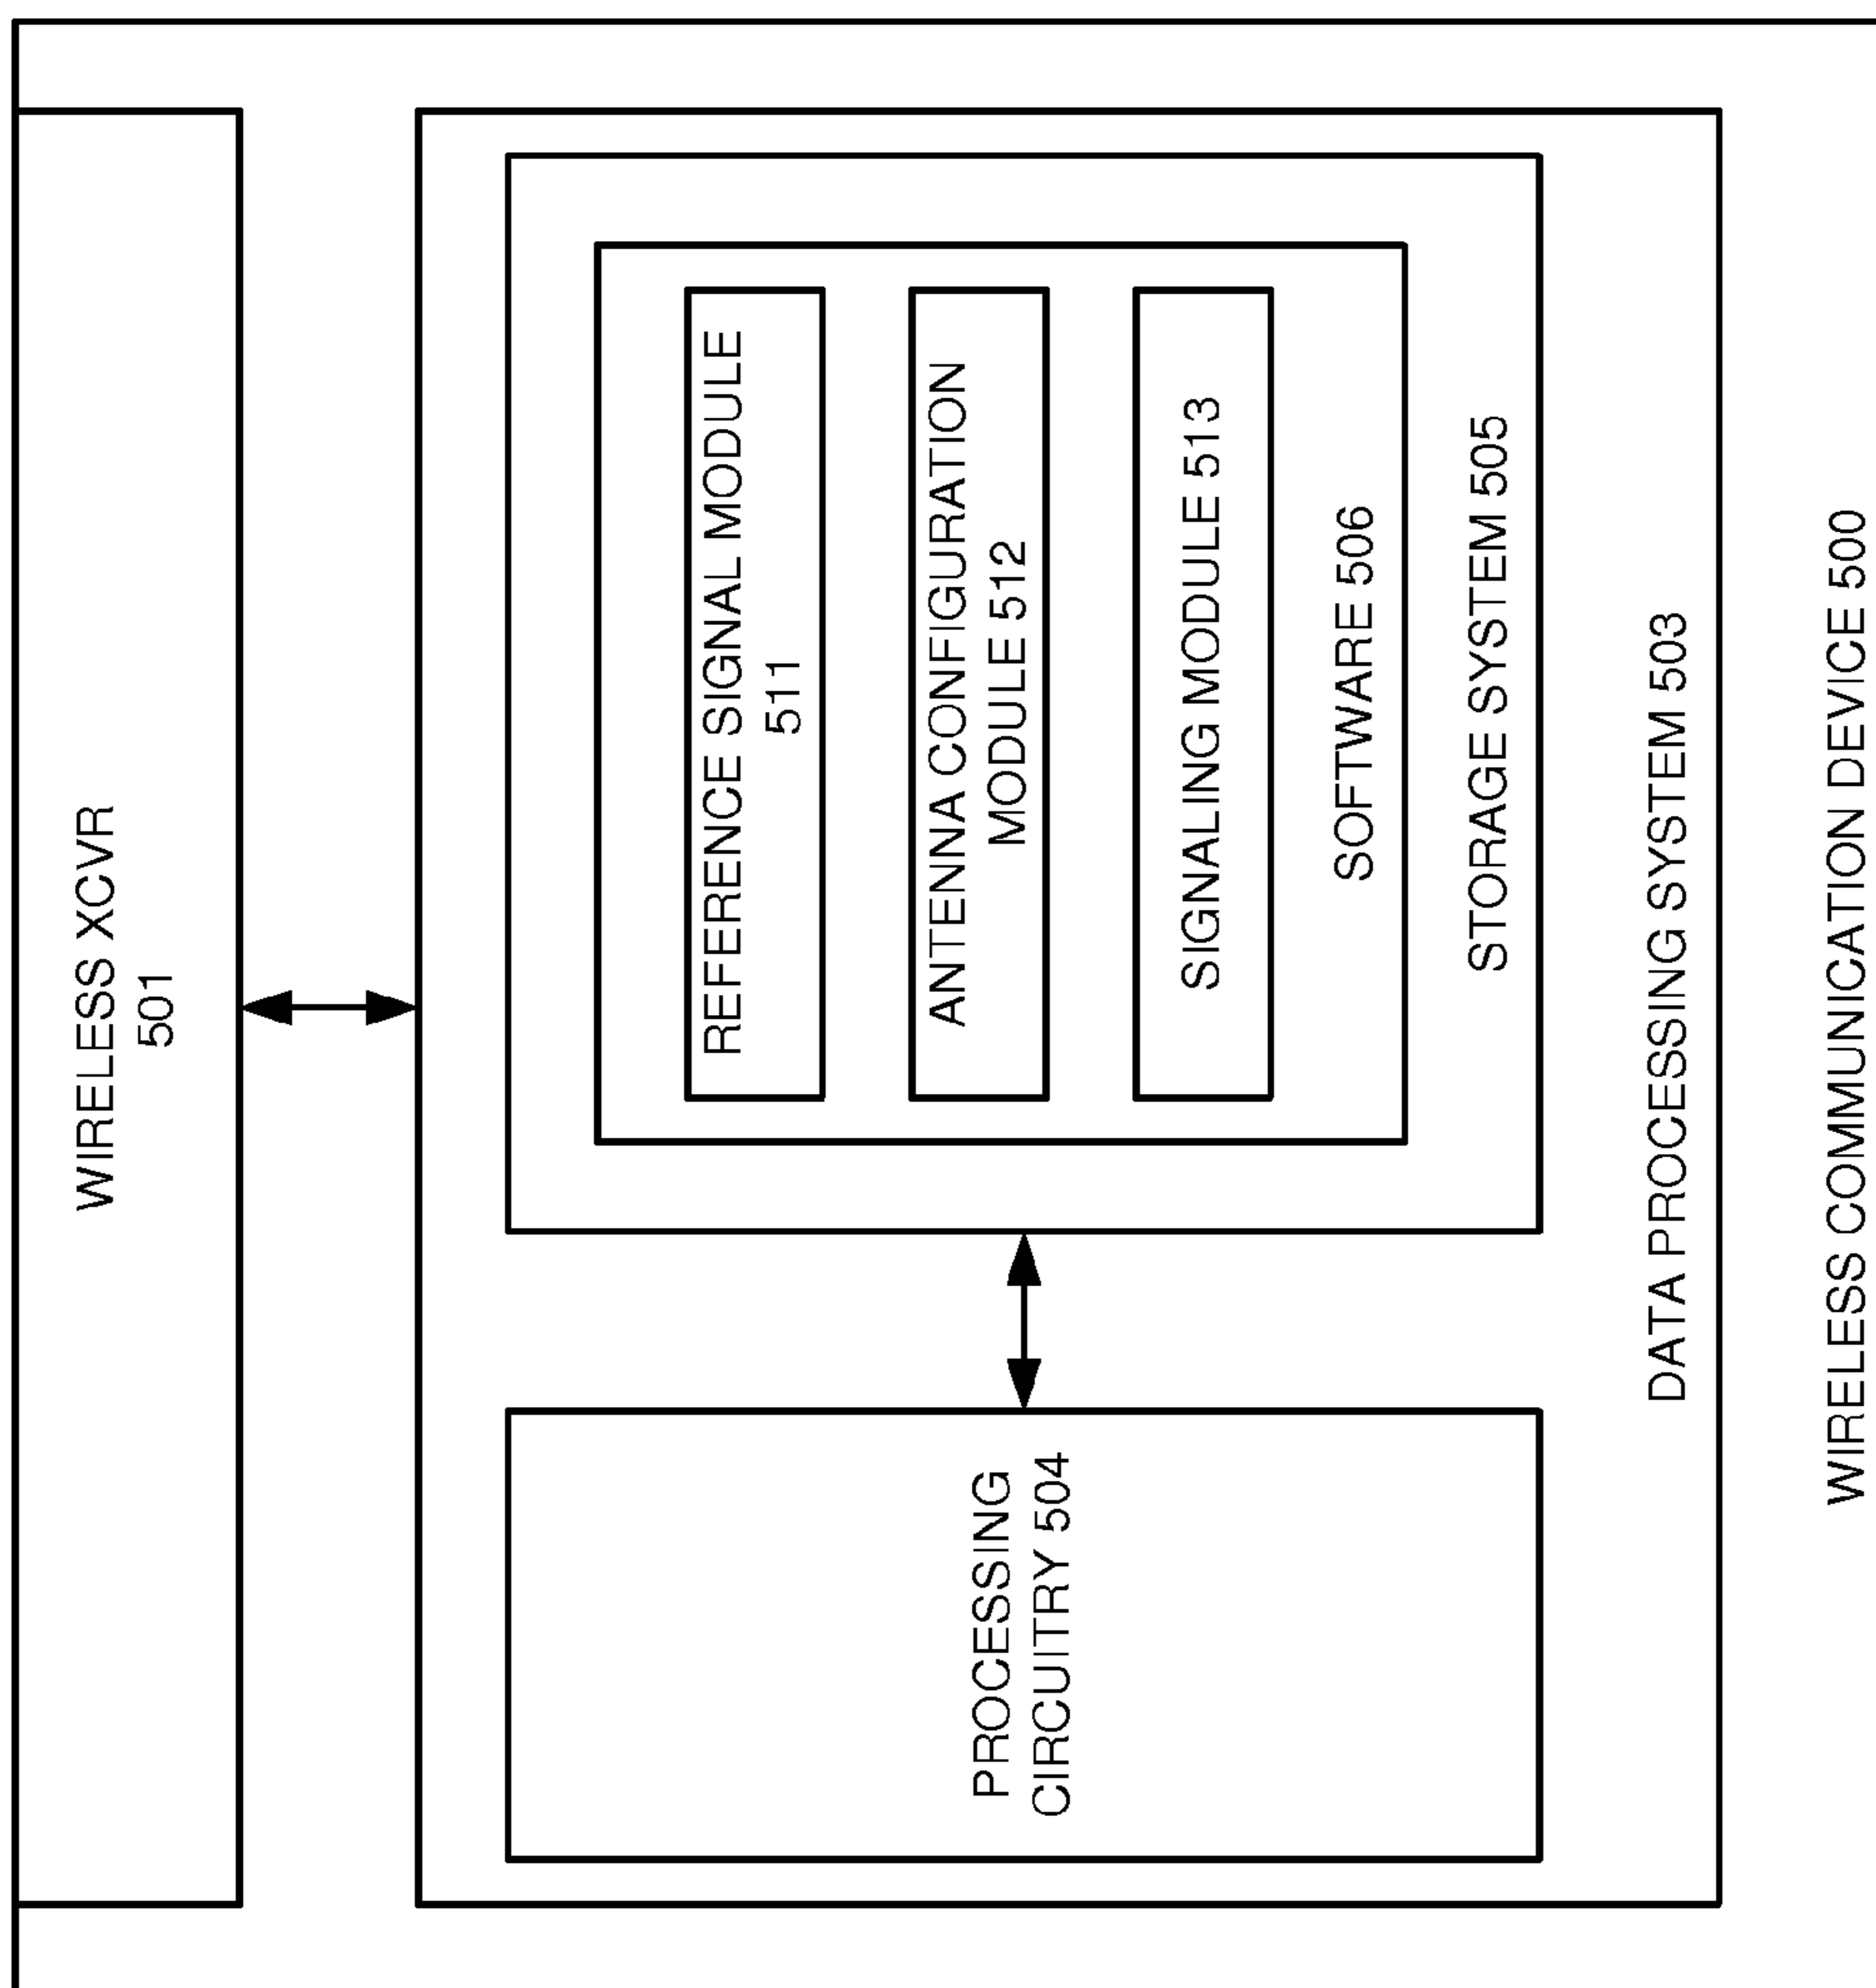 WIRELESS XCVR
501
PROCESSING
CIRCUITRY 504
REFERENCE SIGNAL MODULE
511
ANTENNA CONFIGURATION
MODULE 512
SIGNALING MODULE 513
SOFTWARE 506
STORAGE SYSTEM 505
DATA PROCESSING SYSTEM 503
WIRELESS COMMUNICATION DEVICE 500